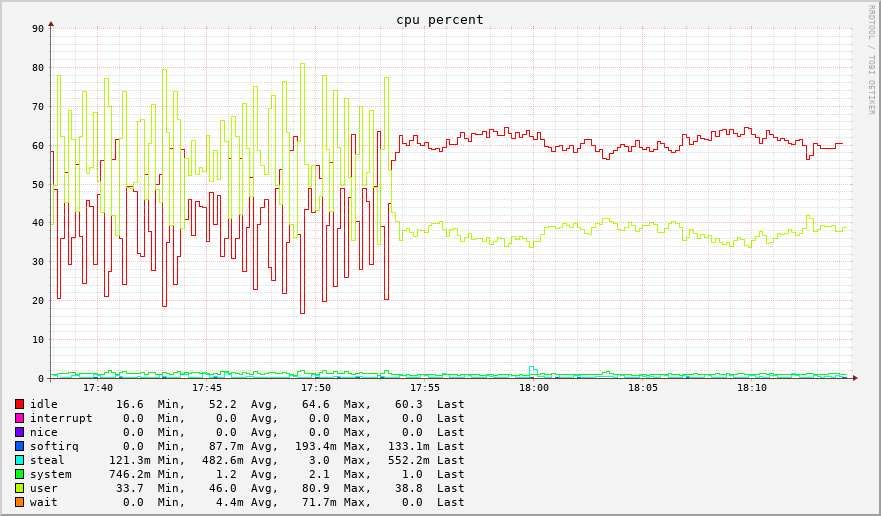 cpu percent
RRDTOOL / TOBI OETIKER
90
80
70
60
50
40
30
20
10
0
17:40 17:45 17:50 17:55 18:00 18:05 18:10
idle 16.6 Min, 52.2 Avg, 64.6 Max, 60.3 Last
interrupt 0.0 Min, 0.0 Avg, 0.0 Max, 0.0 Last
nice 0.0 Min, 0.0 Avg, 0.0 Max, 0.0 Last
softirq 0.0 Min, 87.7m Avg, 193.4m Max, 133.1m Last
steal 121.3m Min, 482.6m Avg, 3.0 Max, 552.2m Last
system 746.2m Min, 1.2 Avg, 2.1 Max, 1.0 Last
user 33.7 Min, 46.0 Avg, 80.9 Max, 38.8 Last
wait 0.0 Min, 4.4m Avg, 71.7m Max, 0.0 Last